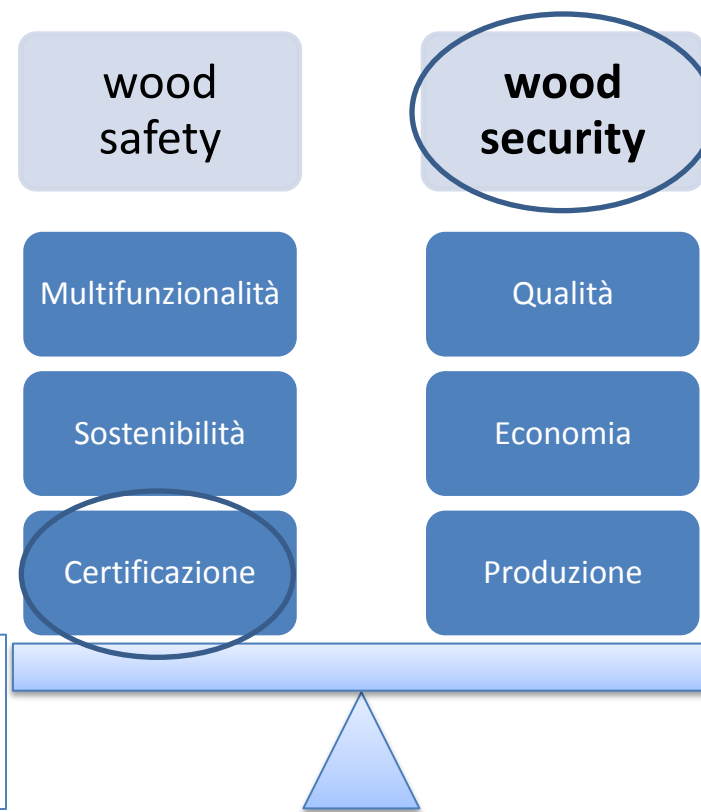 wood
safety
wood
security
Multifunzionalità
Qualità
Sostenibilità
Economia
Certificazione
Produzione